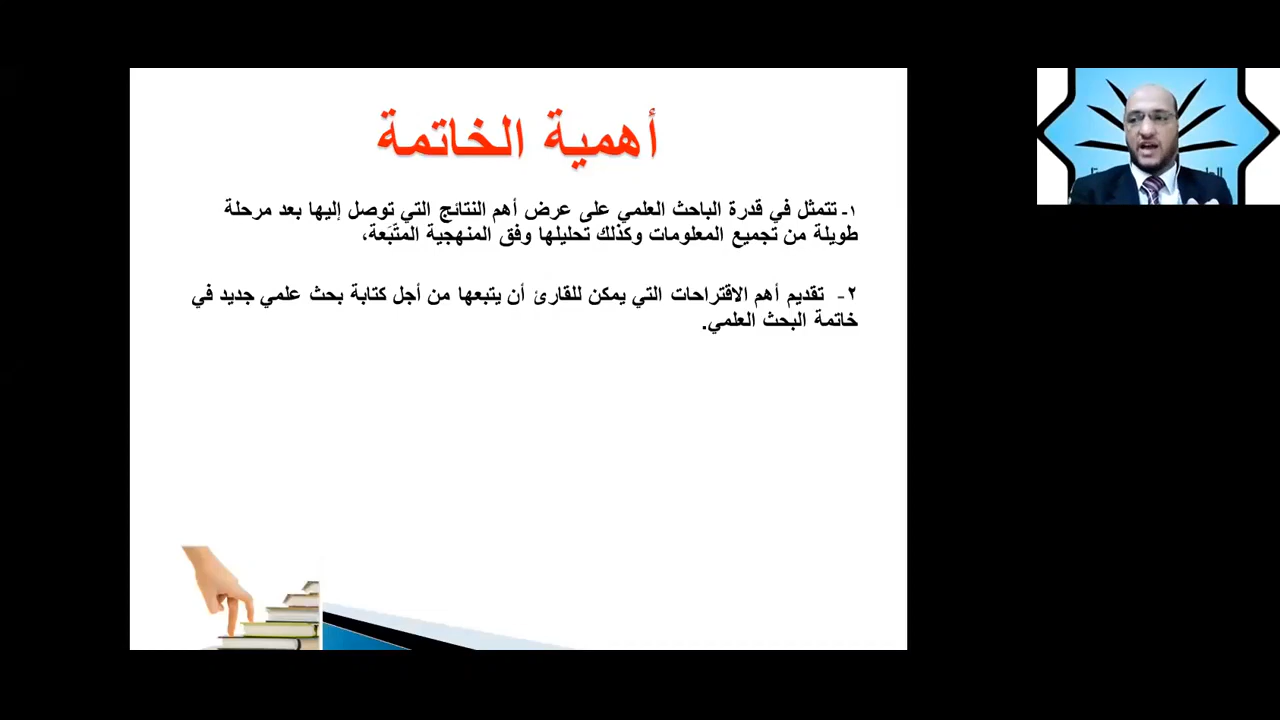 أهمية الخاتمة
١- تتمثل في قدرة الباحث العلمي على عرض أهم النتائج التي توصل إليها بعد مرحلة
طويلة من تجميع المعلومات وكذلك تحليلها وفق المنهجية المتَبَعة،
٢- تقديم أهم الاقتراحات التي يمكن للقارئ أن يتبعها من أجل كتابة بحث علمي جديد في
خاتمة البحث العلمي.